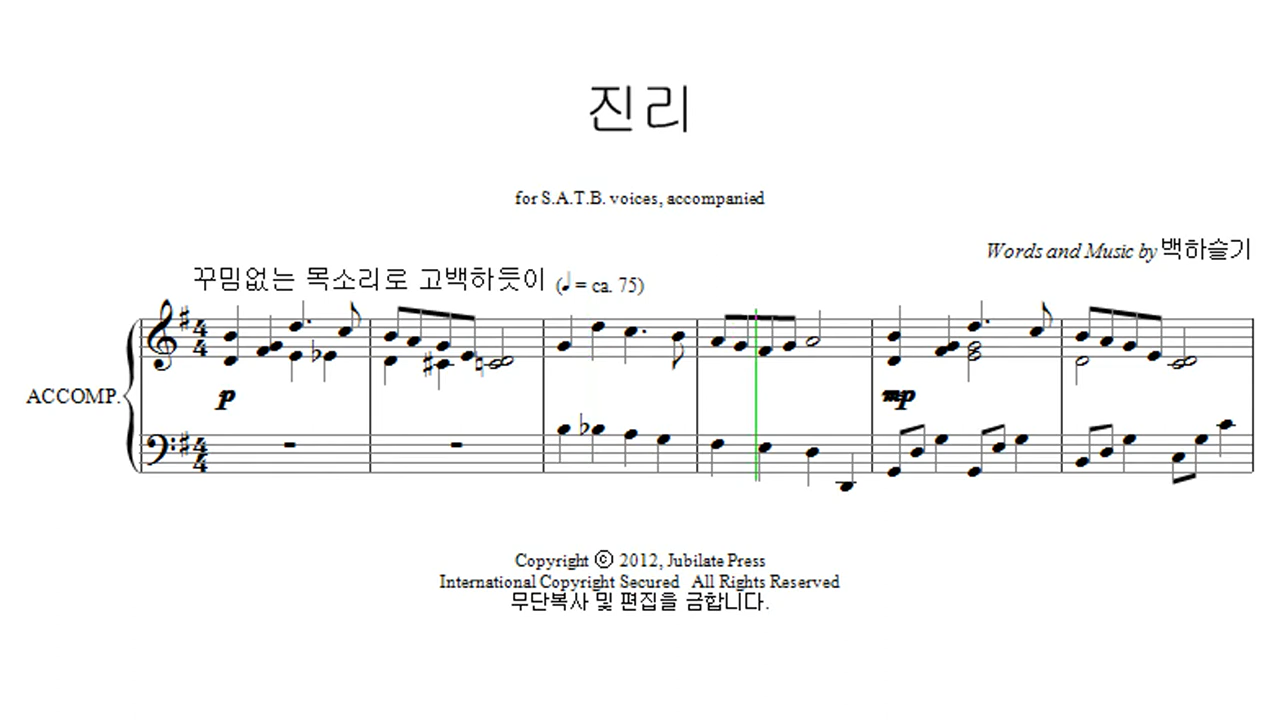 진리
for S.A.T.B. voices, accompanied
Words and Music by 백하슬기
꾸밈없는 목소리로 고백하듯이 (♩ = ca. 75)
ACCOMP.
p
mp
Copyright © 2012, Jubilate Press
International Copyright Secured All Rights Reserved
무단복사 및 편집을 금합니다.